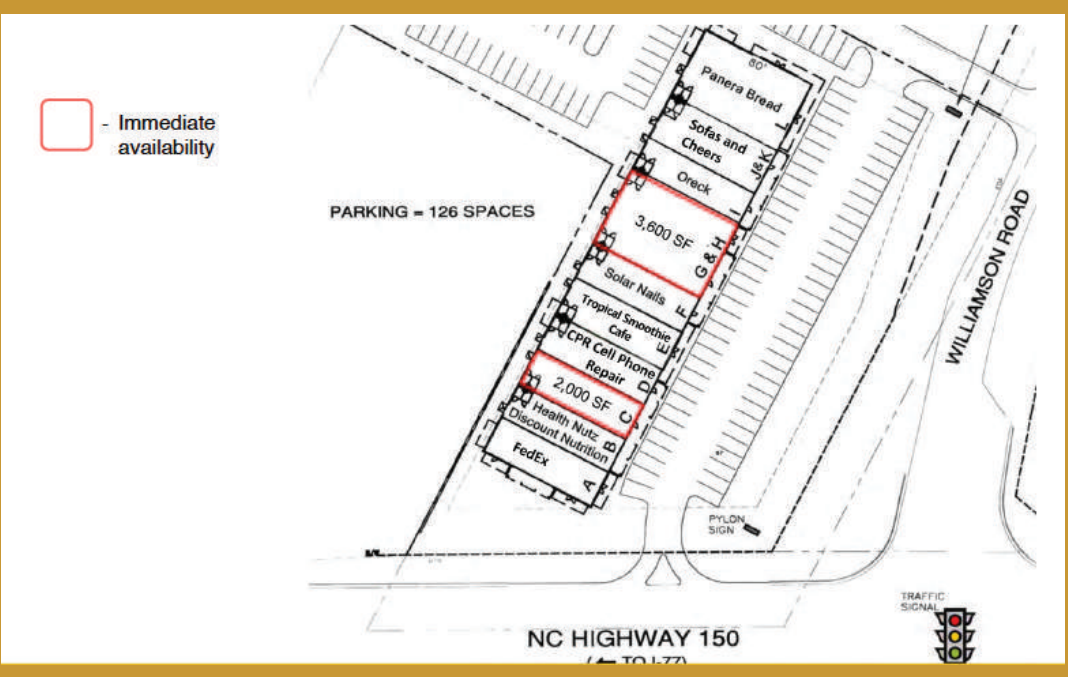 - Immediate
availability
PARKING = 126 SPACES
80'
Panera Bread
L
Sofas and
Cheers
J&K
Oreck
I
3,600 SF
G & H
Solar Nails
F
Tropical Smoothie
Cafe
E
CPR Cell Phone
Repair
D
2,000 SF
C
Health Nutz
Discount Nutrition
B
FedEx
A
WILLIAMSON ROAD
PYLON
SIGN
TRAFFIC
SIGNAL
NC HIGHWAY 150
(← TO I-77)